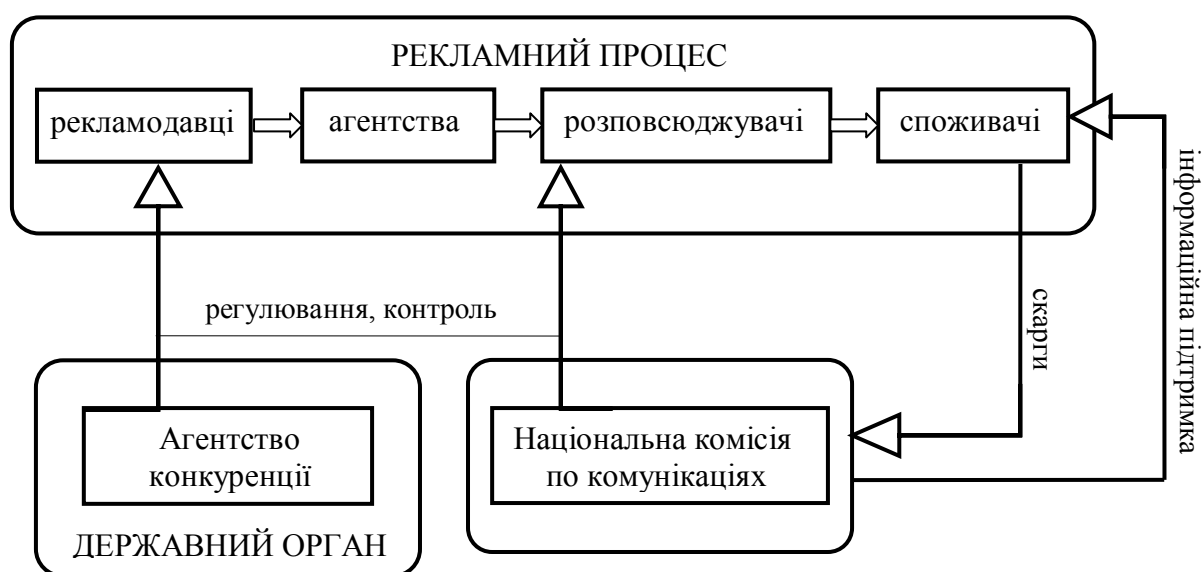 РЕКЛАМНИЙ ПРОЦЕС
рекламодавці
агентства
розповсюджувачі
споживачі
інформаційна підтримка
регулювання, контроль
скарги
Агентство
конкуренції
Національна комісія
по комунікаціях
ДЕРЖАВНИЙ ОРГАН